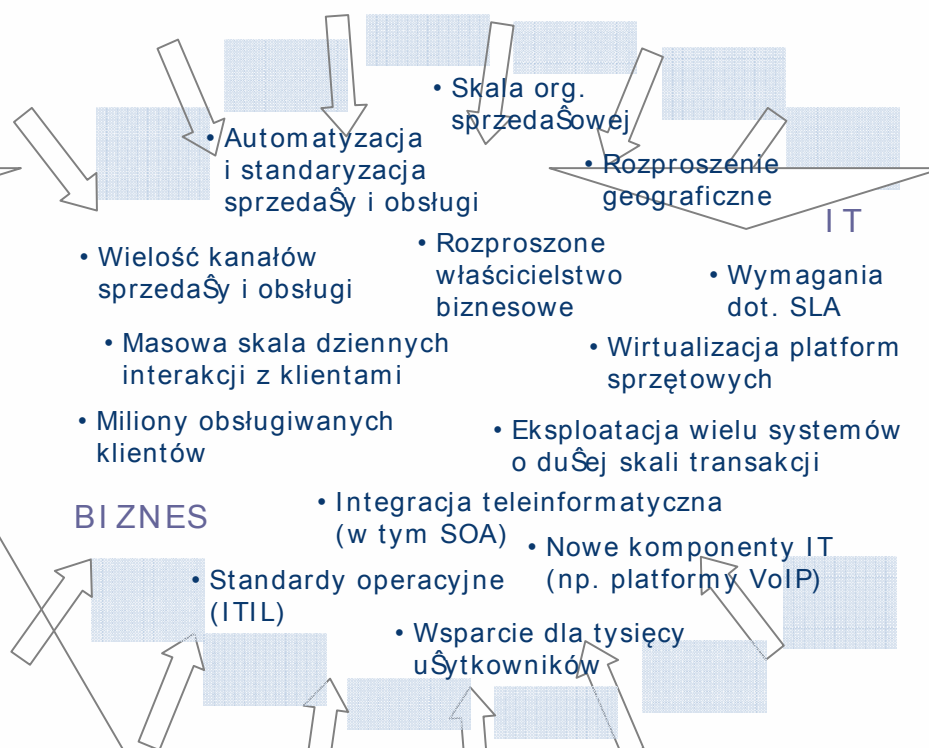 • Skala org.
sprzedaŜowej
• Automatyzacja
i standaryzacja
sprzedaŜy i obsługi
• Rozproszenie
geograficzne
IT
• Wielość kanałów
sprzedaŜy i obsługi
• Rozproszone
właścicielstwo
biznesowe
• Wymagania
dot. SLA
• Masowa skala dziennych
interakcji z klientami
• Wirtualizacja platform
sprzętowych
• Miliony obsługiwanych
klientów
• Eksploatacja wielu systemów
o duŜej skali transakcji
BIZNES
• Integracja teleinformatyczna
(w tym SOA)
• Nowe komponenty IT
(np. platformy VoIP)
• Standardy operacyjne
(ITIL)
• Wsparcie dla tysięcy
uŜytkowników